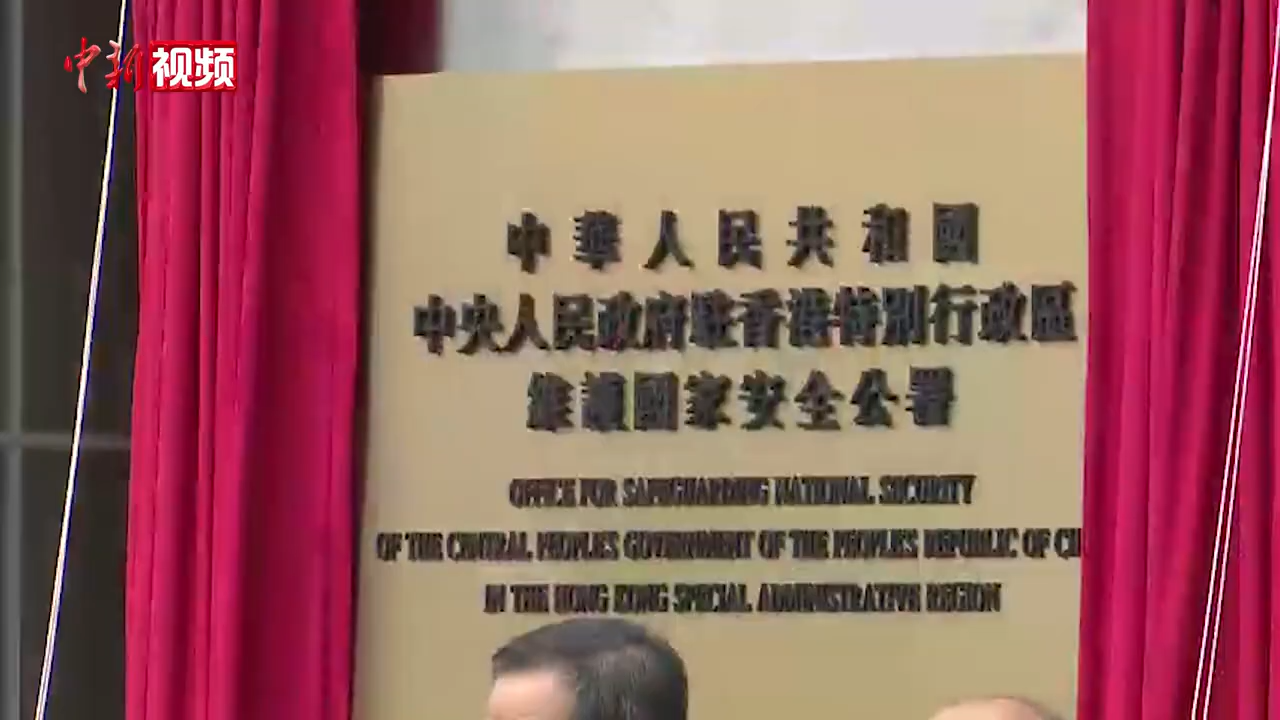 中新视频
中華人民共和國
中央人民政府駐香港特別行政區
維護國家安全公署
OFFICE FOR SAFEGUARDING NATIONAL SECURITY
OF THE CENTRAL PEOPLE'S GOVERNMENT OF THE PEOPLE'S REPUBLIC OF
IN THE HONG KONG SPECIAL ADMINISTRATIVE REGION